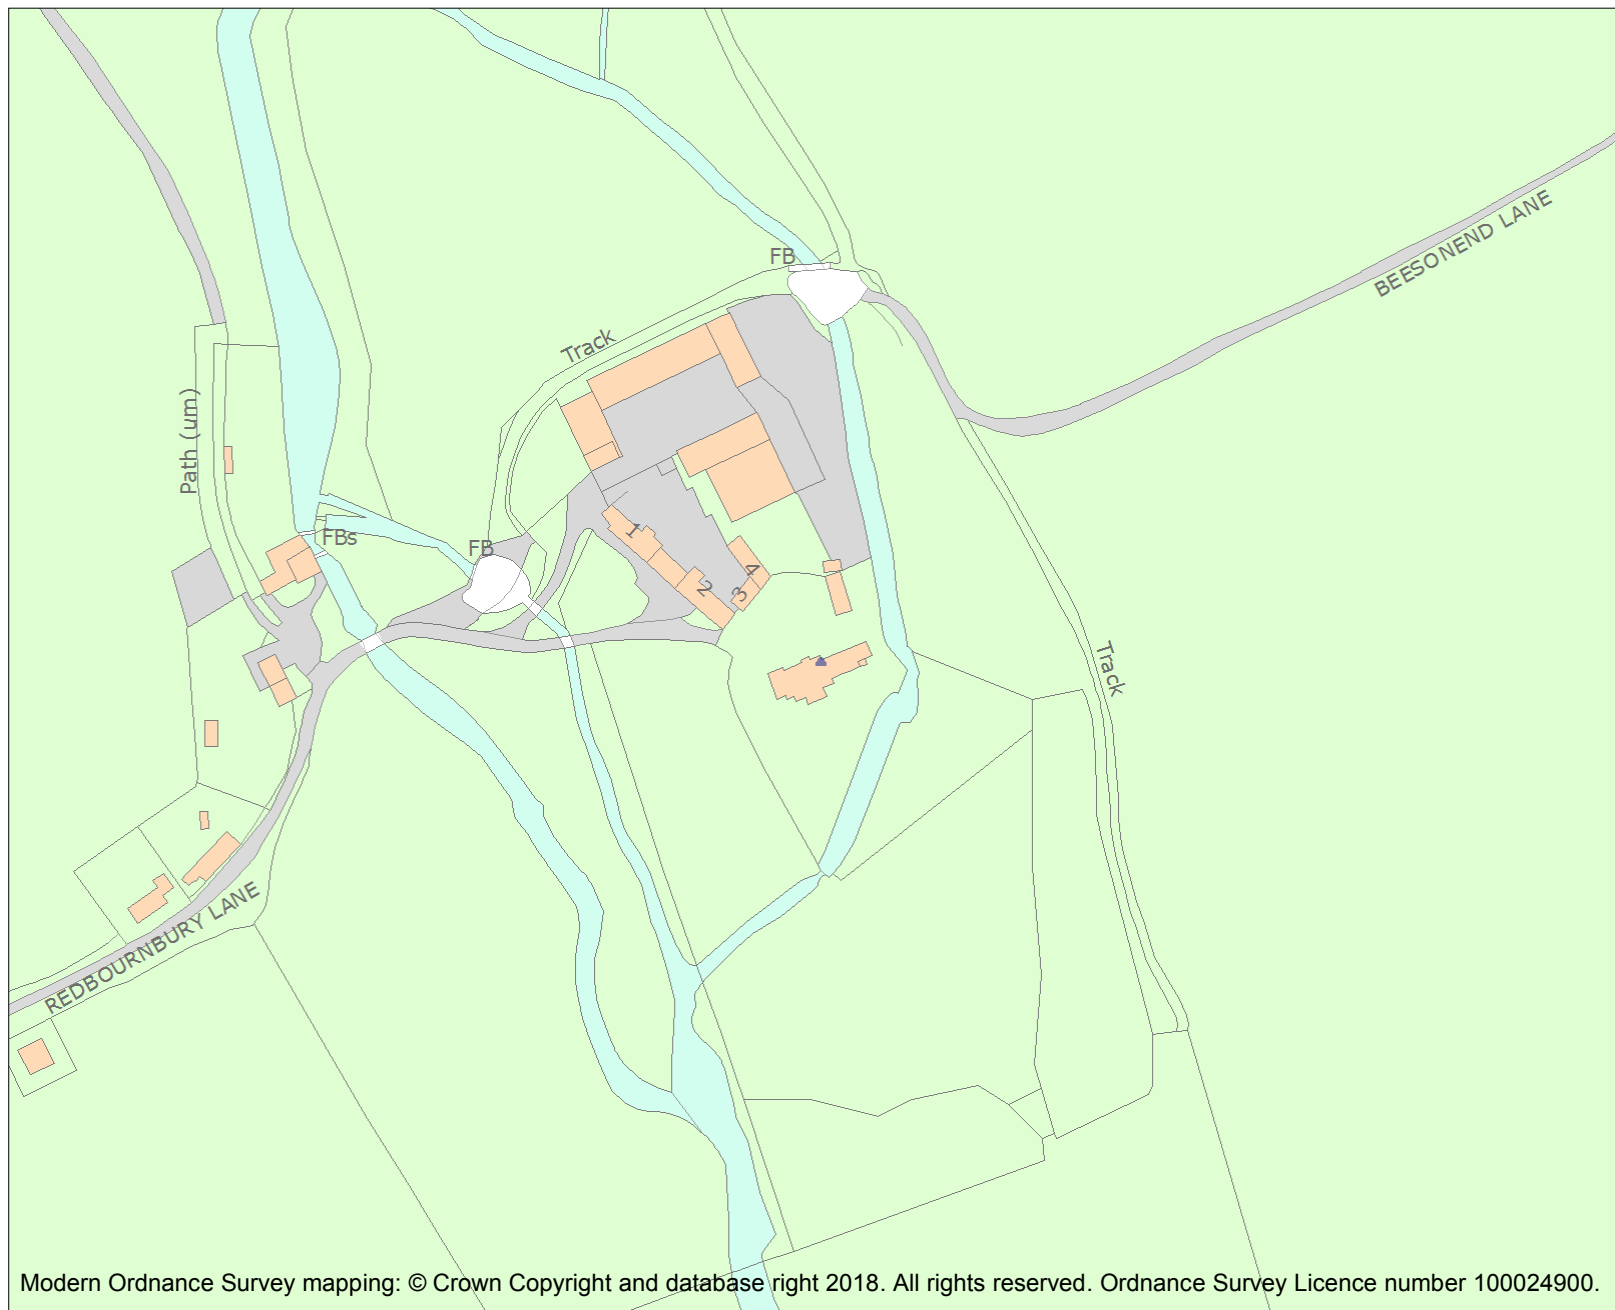 BEESONEND LANE
FB
Track
Path (um)
FBs
FB
1
4
2
3
Track
REDBOURNBURY LANE
Modern Ordnance Survey mapping: © Crown Copyright and database right 2018. All rights reserved. Ordnance Survey Licence number 100024900.